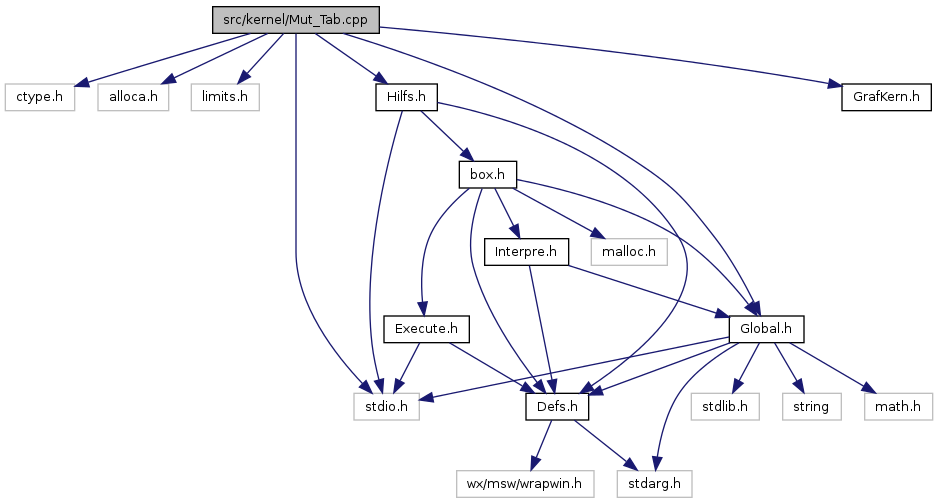 src/kernel/Mut_Tab.cpp
ctype.h
alloca.h
limits.h
Hilfs.h
GrafKern.h
box.h
Interpre.h
malloc.h
Execute.h
Global.h
stdio.h
Defs.h
stdlib.h
string
math.h
wx/msw/wrapwin.h
stdarg.h